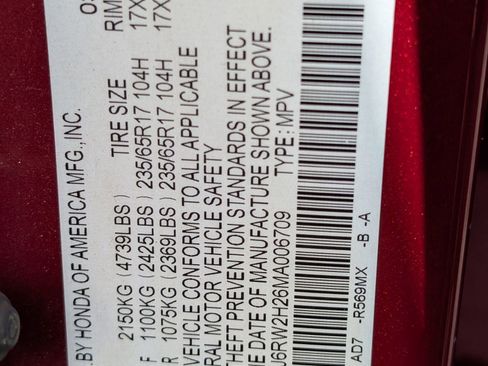 BY HONDA OF AMERICA MFG., INC.
2150KG (4739LBS) TIRE SIZE RIM
F 1100KG (2425LBS) 235/65R17 104H 17X
R 1075KG (2369LBS) 235/65R17 104H 17X
VEHICLE CONFORMS TO ALL APPLICABLE
RAL MOTOR VEHICLE SAFETY
THEFT PREVENTION STANDARDS IN EFFECT
E DATE OF MANUFACTURE SHOWN ABOVE.
J6RW2H26MA006709 TYPE: MPV
AD7 -R569MX -B -A